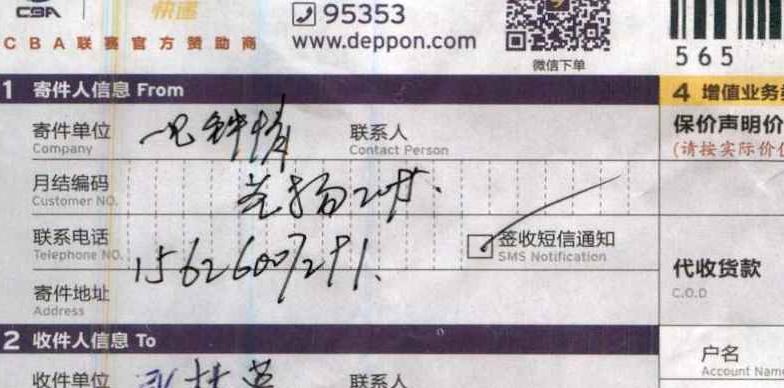 CBA 快递 95353
CBA联赛官方赞助商 www.deppon.com
微信下单
565
1 寄件人信息 From
4 增值业务
寄件单位 一见钟情 联系人
Company Contact Person
保价声明价
(请按实际价值
月结编码
Customer NO.
联系电话 签收短信通知
Telephone NO. SMS Notification
代收货款
C.O.D
寄件地址
Address
2 收件人信息 To
户名
Account Name
收件单位 联系人